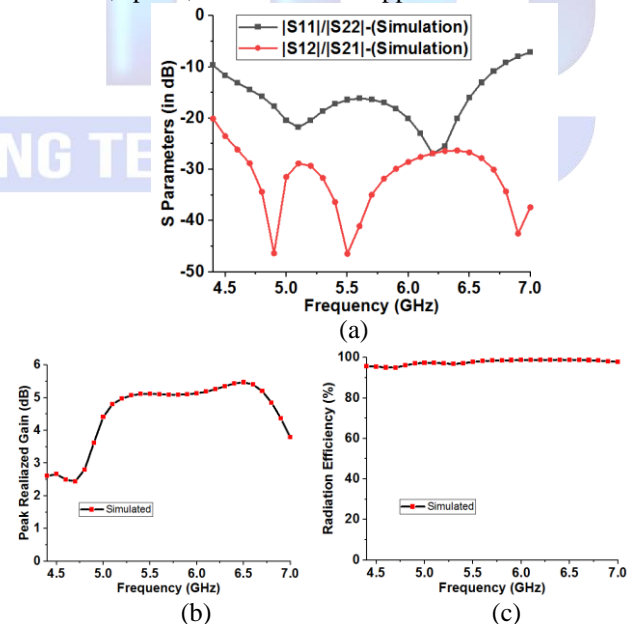 |S11|/|S22|-(Simulation)
|S12|/|S21|-(Simulation)
S Parameters (in dB)
0
-10
-20
-30
-40
-50
4.5 5.0 5.5 6.0 6.5 7.0
Frequency (GHz)
(a)
NG TE
Peak Realiazed Gain (dB)
6
5
4
3
2
1
0
Simulated
4.5 5.0 5.5 6.0 6.5 7.0
Frequency (GHz)
(b)
Radiation Efficiency (%)
100
80
60
40
20
0
Simulated
4.5 5.0 5.5 6.0 6.5 7.0
Frequency (GHz)
(c)